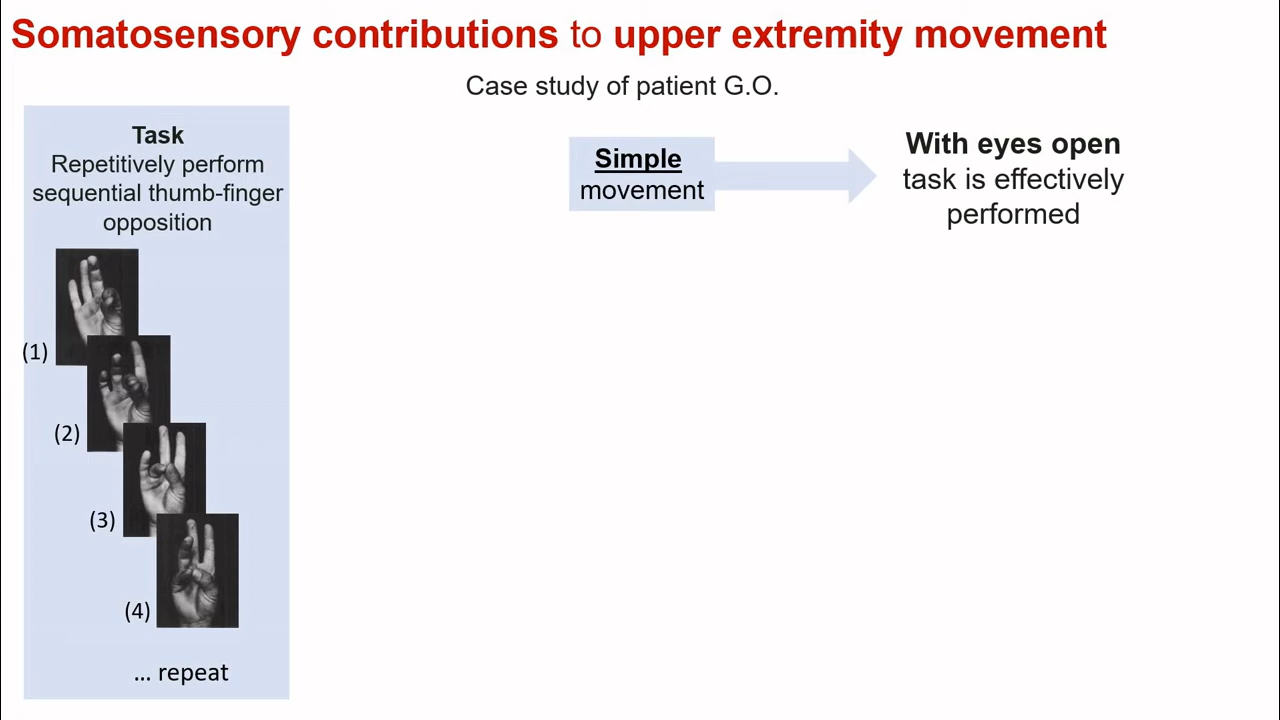 Somatosensory contributions to upper extremity movement
Case study of patient G.O.
Task
Repetitively perform
sequential thumb-finger
opposition
(1)
(2)
(3)
(4)
... repeat
Simple
movement
With eyes open
task is effectively
performed